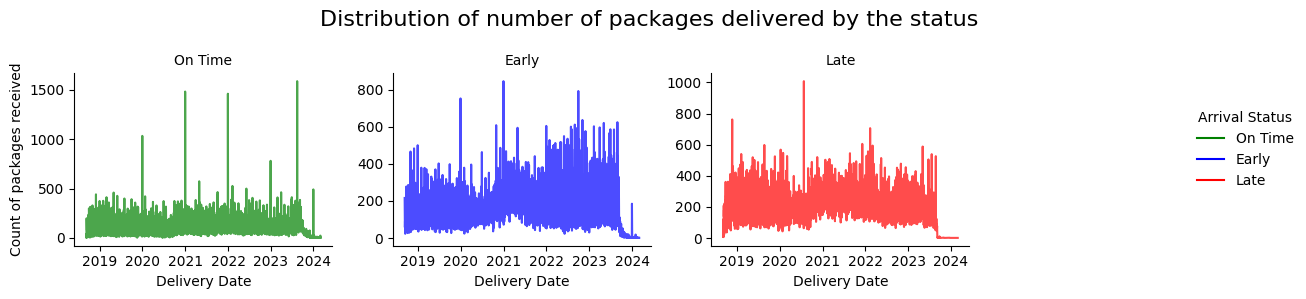 Distribution of number of packages delivered by the status
On Time
Early
Late
Count of packages received
1500
1000
500
0
2019 2020 2021 2022 2023 2024
Delivery Date
800
600
400
200
0
2019 2020 2021 2022 2023 2024
Delivery Date
1000
800
600
400
200
0
2019 2020 2021 2022 2023 2024
Delivery Date
Arrival Status
On Time
Early
Late